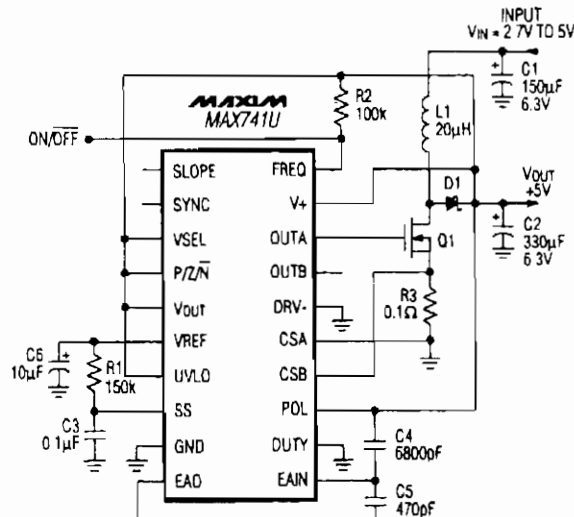 INPUT
VIN = 2.7V TO 5V
C1
150µF
6.3V
R2
100k
L1
20µH
MAXIM
MAX741U
ON/OFF
SLOPE
FREQ
D1
VOUT
+5V
SYNC
V+
VSEL
OUTA
Q1
C2
330µF
6.3V
P/Z/N
OUTB
R3
0.1Ω
VOUT
DRV-
C6
10µF
VREF
CSA
R1
150k
UVLO
CSB
SS
POL
C3
0.1µF
C4
6800pF
GND
DUTY
EAO
EAIN
C5
470pF